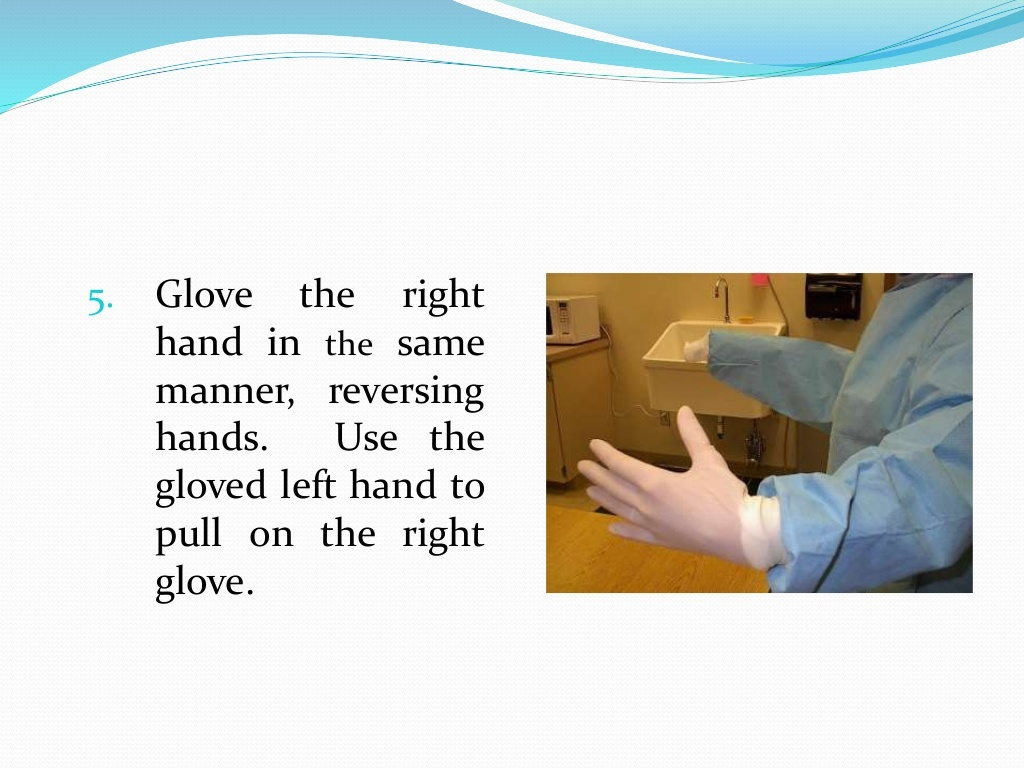 5. Glove the right
hand in the same
manner, reversing
hands. Use the
gloved left hand to
pull on the right
glove.